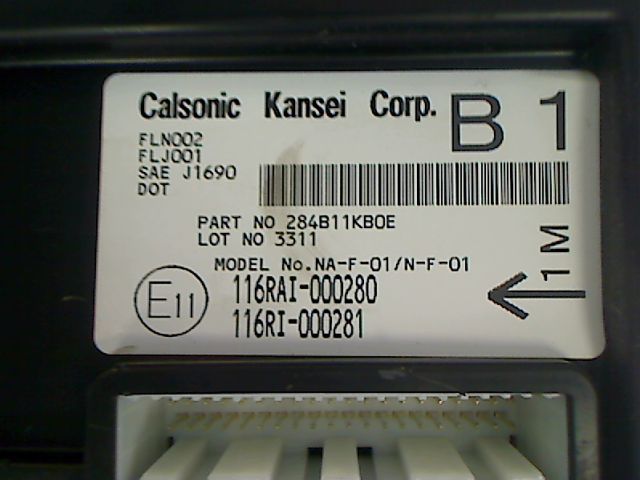 Calsonic Kansei Corp. B 1
FLN002
FLJ001
SAE J1690
DOT
PART NO 284B11KB0E
LOT NO 3311
MODEL No.NA-F-01/N-F-01
1M
E11
116RAI-000280
116RI-000281